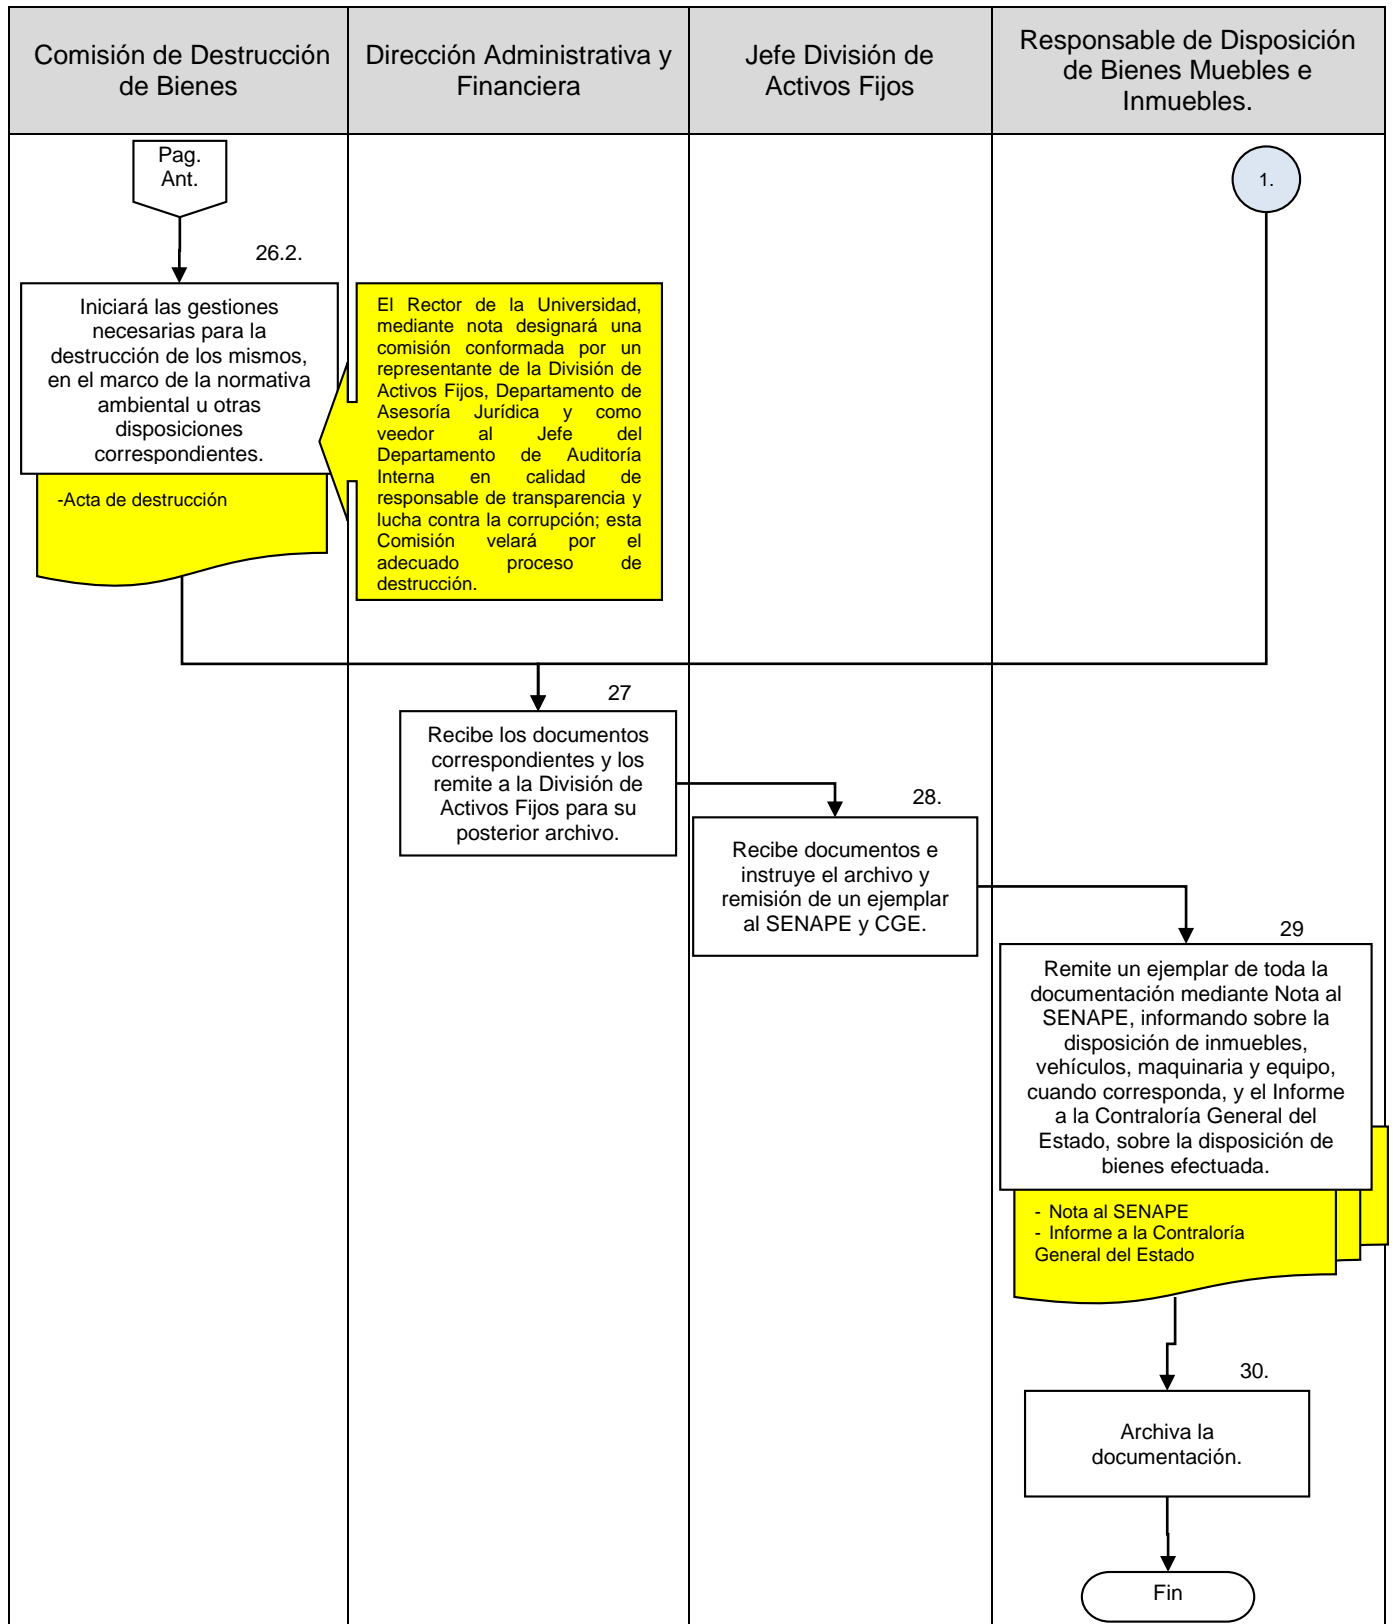 Comisión de Destrucción
de Bienes
Dirección Administrativa y
Financiera
Jefe División de
Activos Fijos
Responsable de Disposición
de Bienes Muebles e
Inmuebles.
Pag.
Ant.
1.
26.2.
Iniciará las gestiones
necesarias para la
destrucción de los mismos,
en el marco de la normativa
ambiental u otras
disposiciones
correspondientes.
-Acta de destrucción
El Rector de la Universidad,
mediante nota designará una
comisión conformada por un
representante de la División de
Activos Fijos, Departamento de
Asesoría Jurídica y como
veedor al Jefe del
Departamento de Auditoría
Interna en calidad de
responsable de transparencia y
lucha contra la corrupción; esta
Comisión velará por el
adecuado proceso de
destrucción.
27
Recibe los documentos
correspondientes y los
remite a la División de
Activos Fijos para su
posterior archivo.
28.
Recibe documentos e
instruye el archivo y
remisión de un ejemplar
al SENAPE y CGE.
29
Remite un ejemplar de toda la
documentación mediante Nota al
SENAPE, informando sobre la
disposición de inmuebles,
vehículos, maquinaria y equipo,
cuando corresponda, y el Informe
a la Contraloría General del
Estado, sobre la disposición de
bienes efectuada.
- Nota al SENAPE
- Informe a la Contraloría
General del Estado
30.
Archiva la
documentación.
Fin